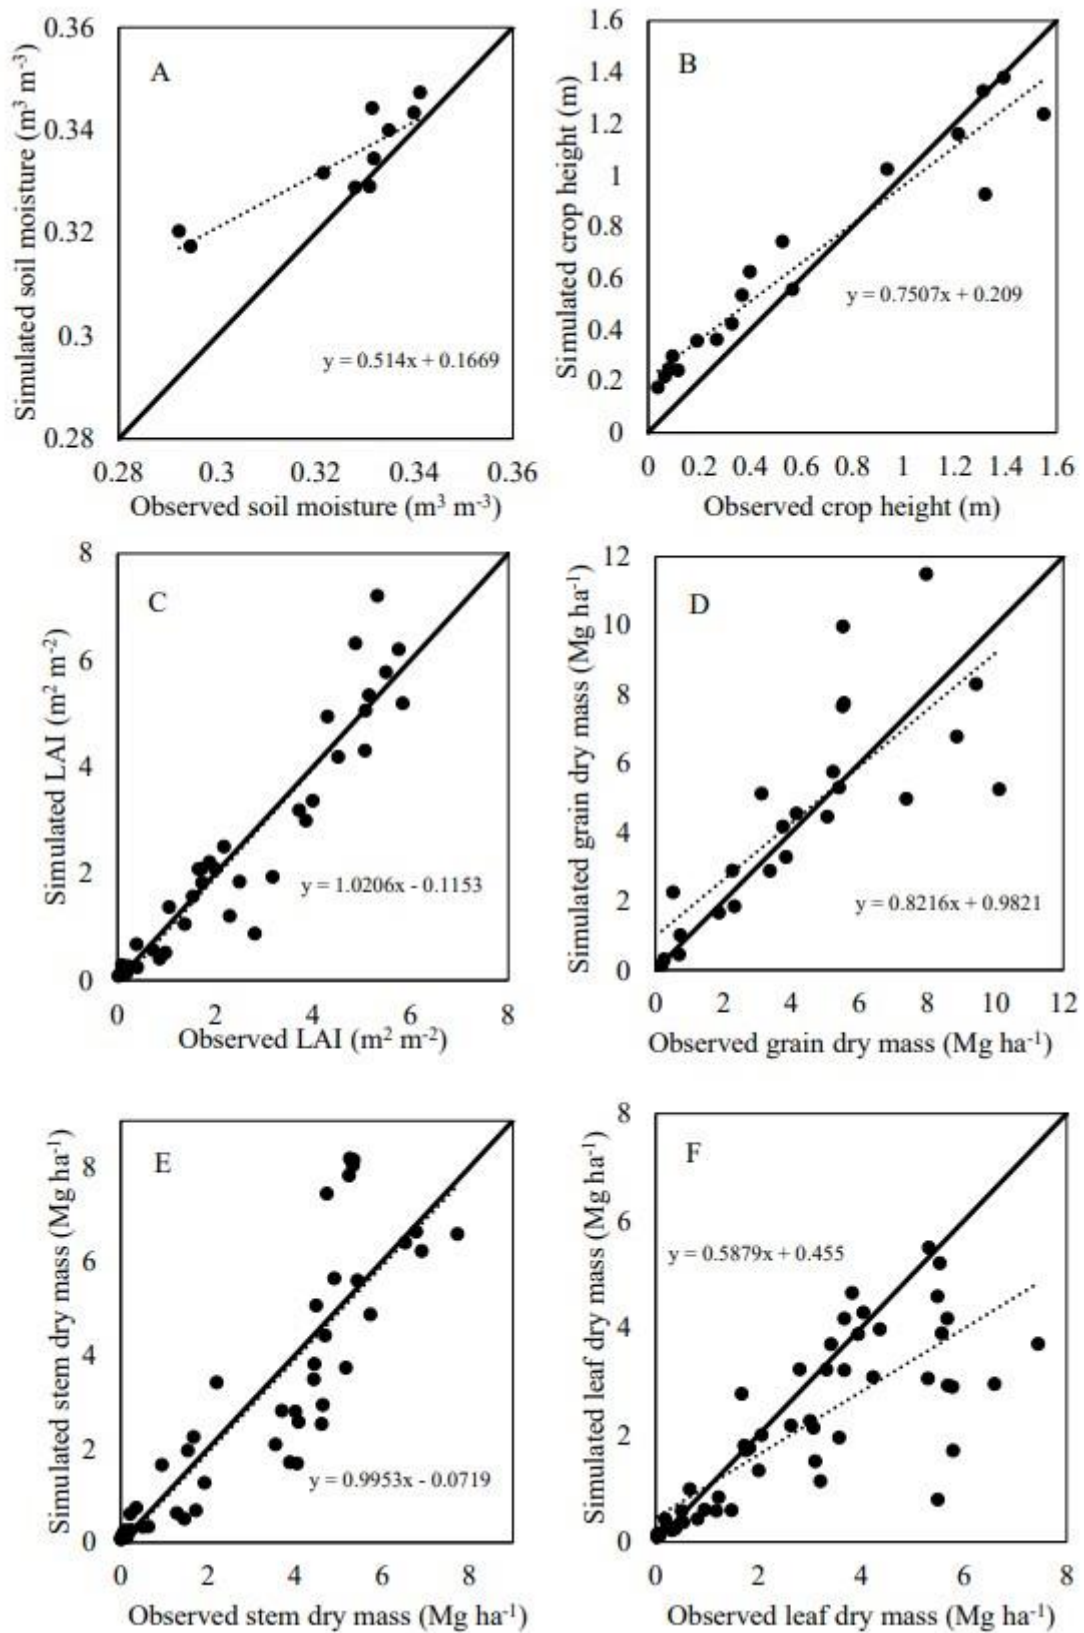 A
Simulated soil moisture (m³ m⁻³)
0.36
0.34
0.32
0.3
0.28
y = 0.514x + 0.1669
0.28 0.3 0.32 0.34 0.36
Observed soil moisture (m³ m⁻³)
B
Simulated crop height (m)
1.6
1.4
1.2
1
0.8
0.6
0.4
0.2
0
y = 0.7507x + 0.209
0 0.2 0.4 0.6 0.8 1 1.2 1.4 1.6
Observed crop height (m)
C
Simulated LAI (m² m⁻²)
8
6
4
2
0
y = 1.0206x - 0.1153
0 2 4 6 8
Observed LAI (m² m⁻²)
D
Simulated grain dry mass (Mg ha⁻¹)
12
10
8
6
4
2
0
y = 0.8216x + 0.9821
0 2 4 6 8 10 12
Observed grain dry mass (Mg ha⁻¹)
E
Simulated stem dry mass (Mg ha⁻¹)
8
6
4
2
0
y = 0.9953x - 0.0719
0 2 4 6 8
Observed stem dry mass (Mg ha⁻¹)
F
Simulated leaf dry mass (Mg ha⁻¹)
8
6
4
2
0
y = 0.5879x + 0.455
0 2 4 6 8
Observed leaf dry mass (Mg ha⁻¹)